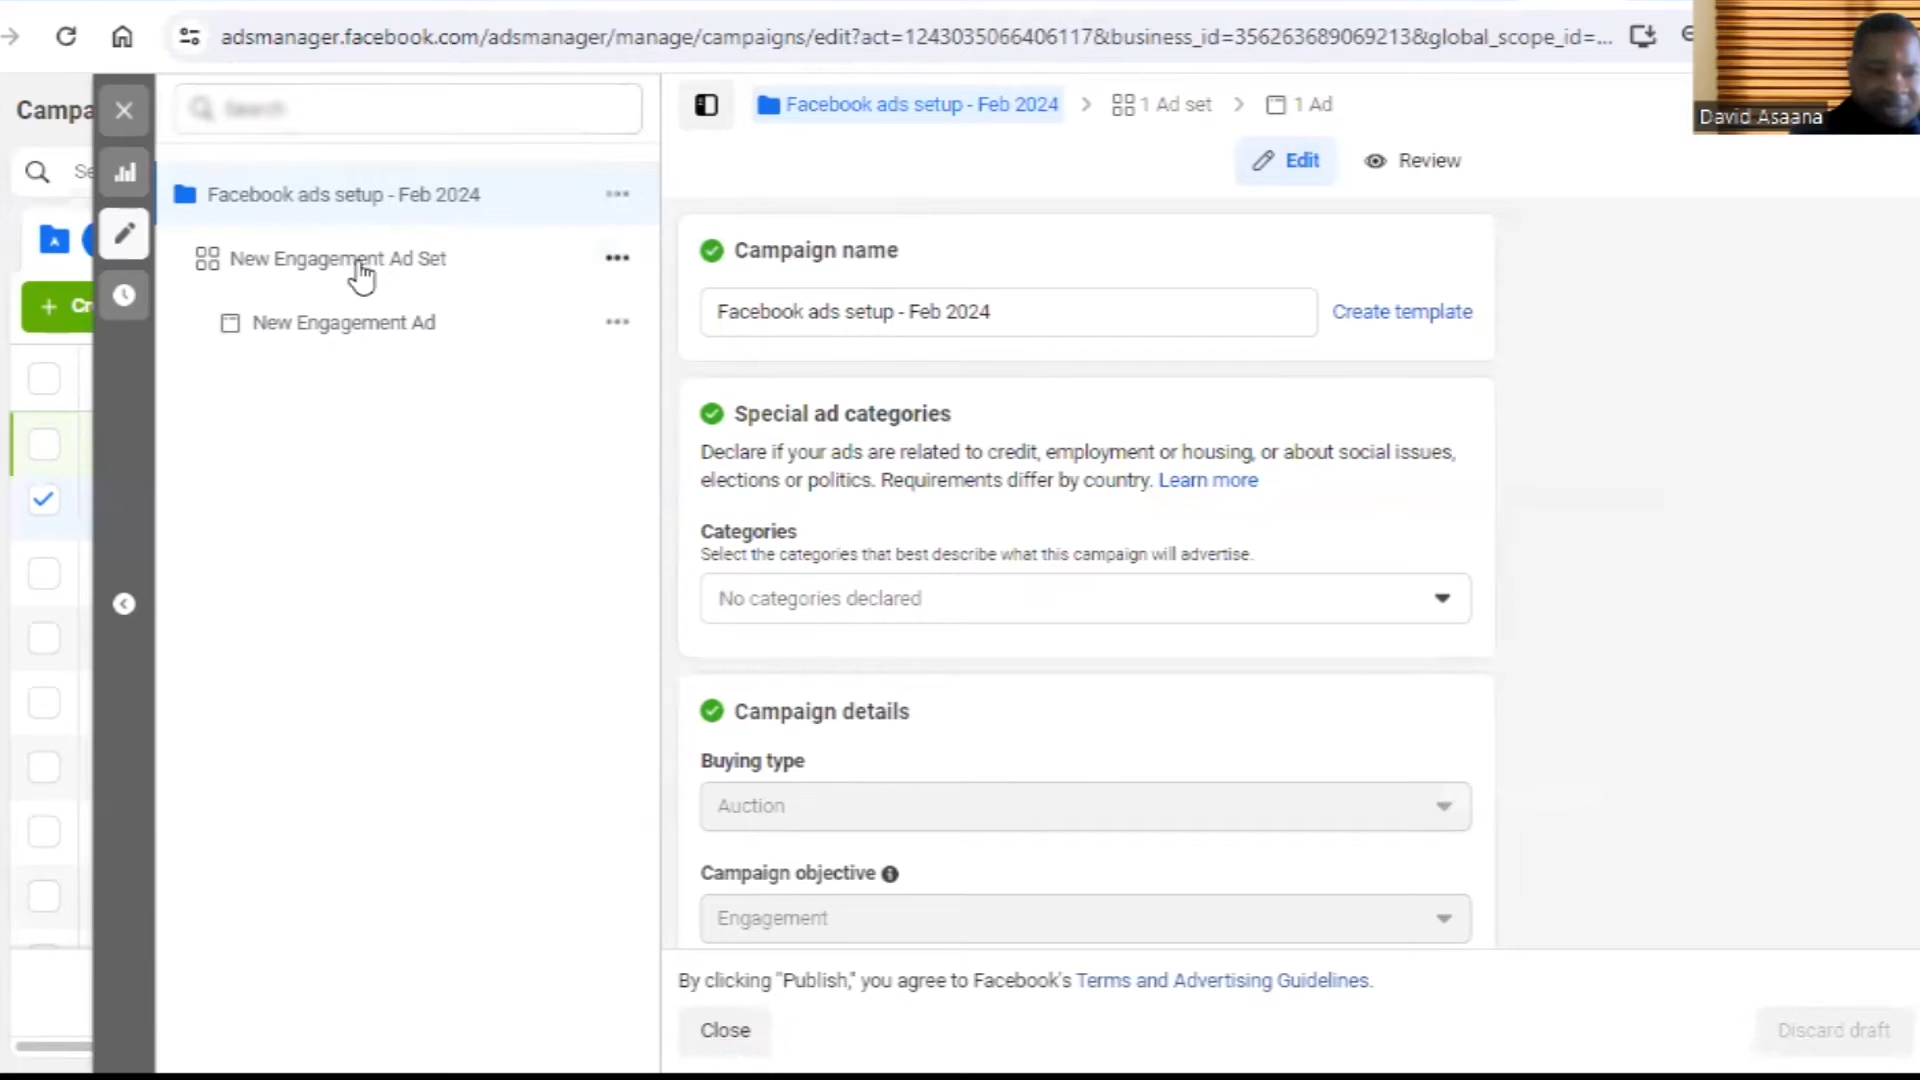 adsmanager.facebook.com/adsmanager/manage/campaigns/edit?act=1243035066406117&business_id=356263689069213&global_scope_id=...
David Asaana
Campa
Search
Facebook ads setup - Feb 2024 > 1 Ad set > 1 Ad
Edit Review
Se
Facebook ads setup - Feb 2024
New Engagement Ad Set
New Engagement Ad
+ Cr
Campaign name
Facebook ads setup - Feb 2024
Create template
Special ad categories
Declare if your ads are related to credit, employment or housing, or about social issues,
elections or politics. Requirements differ by country. Learn more
Categories
Select the categories that best describe what this campaign will advertise.
No categories declared
Campaign details
Buying type
Auction
Campaign objective
Engagement
By clicking "Publish," you agree to Facebook's Terms and Advertising Guidelines.
Close
Discard draft